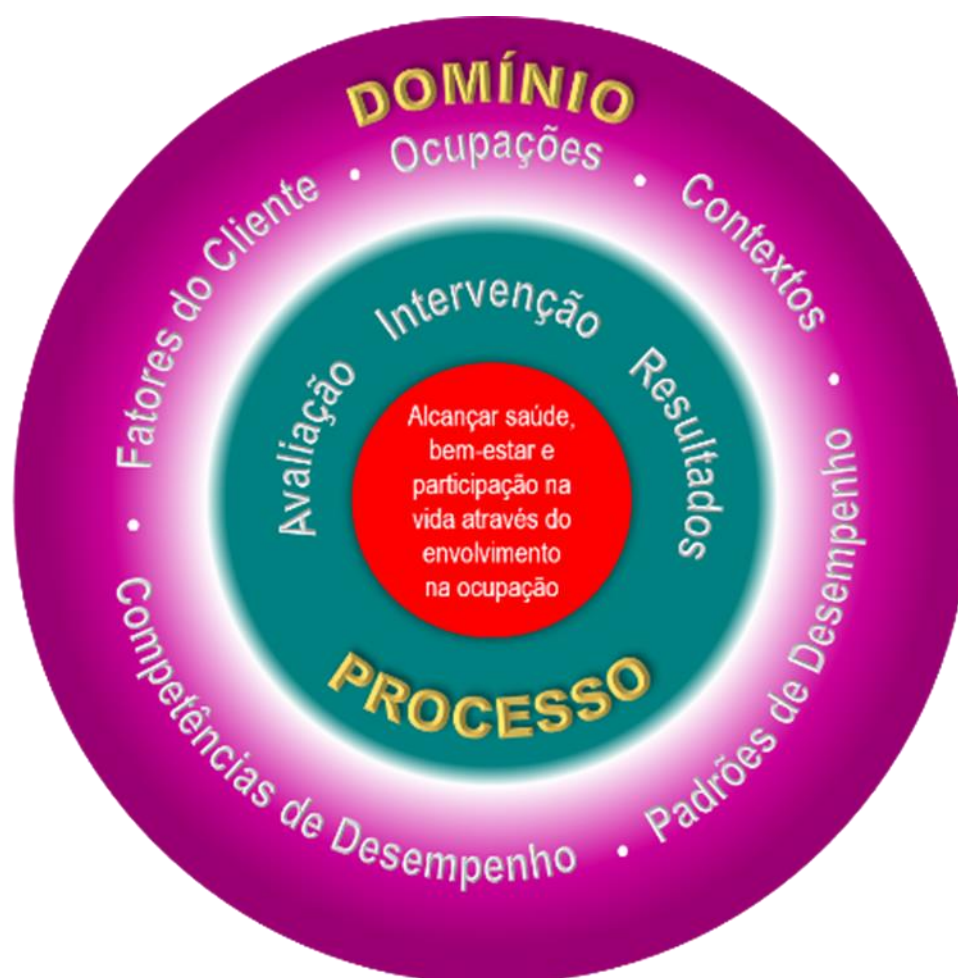 DOMÍNIO
Ocupações • Contextos • Padrões de Desempenho • Competências de Desempenho • Fatores do Cliente •
Avaliação Intervenção Resultados
Alcançar saúde,
bem-estar e
participação na
vida através do
envolvimento
na ocupação
PROCESSO